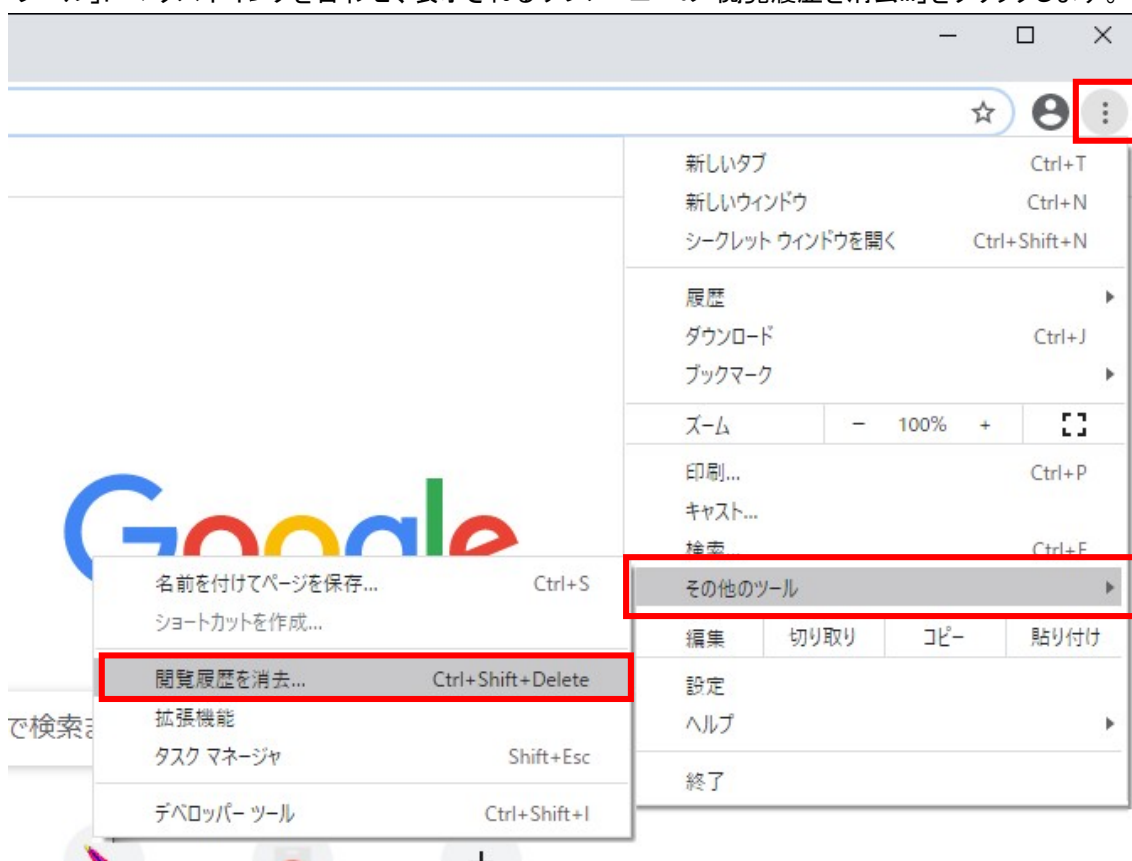 新しいタブ Ctrl+T
新しいウィンドウ Ctrl+N
シークレット ウィンドウを開く Ctrl+Shift+N
履歴
ダウンロード Ctrl+J
ブックマーク
ズーム - 100% +
印刷... Ctrl+P
キャスト...
検索... Ctrl+F
その他のツール
編集 切り取り コピー 貼り付け
設定
ヘルプ
終了
Google
名前を付けてページを保存... Ctrl+S
ショートカットを作成...
閲覧履歴を消去... Ctrl+Shift+Delete
拡張機能
タスク マネージャ Shift+Esc
デベロッパー ツール Ctrl+Shift+I
で検索